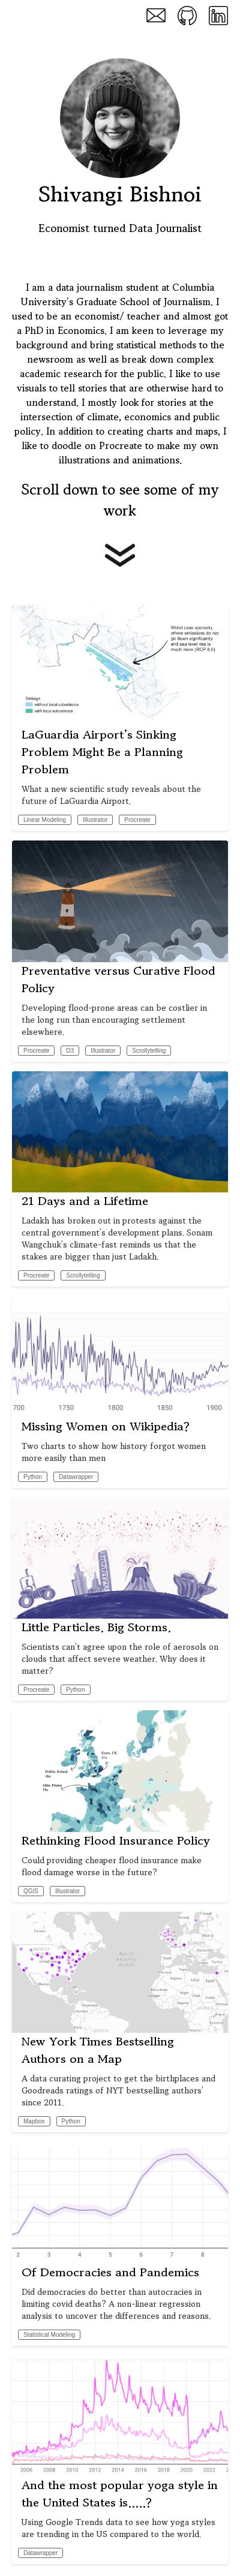 Shivangi Bishnoi
Economist turned Data Journalist
I am a data journalism student at Columbia
University's Graduate School of Journalism. I
used to be an economist/ teacher and almost got
a PhD in Economics. I am keen to leverage my
background and bring statistical methods to the
newsroom as well as break down complex
academic research for the public. I like to use
visuals to tell stories that are otherwise hard to
understand. I mostly look for stories at the
intersection of climate, economics and public
policy. In addition to creating charts and maps, I
like to doodle on Procreate to make my own
illustrations and animations.
Scroll down to see some of my
work
Worst case scenario,
where emissions do not
go down significantly
and sea level rise is
much more (RCP 8.5)
without local subsidence
with local subsidence
LaGuardia Airport's Sinking
Problem Might Be a Planning
Problem
What a new scientific study reveals about the
future of LaGuardia Airport.
Linear Modeling Illustrator Procreate
Preventative versus Curative Flood
Policy
Developing flood-prone areas can be costlier in
the long run than encouraging settlement
elsewhere.
Procreate D3 Illustrator Scrollytelling
21 Days and a Lifetime
Ladakh has broken out in protests against the
central government's development plans. Sonam
Wangchuk's climate-fast reminds us that the
stakes are bigger than just Ladakh.
Procreate Scrollytelling
700 1750 1800 1850 1900
Missing Women on Wikipedia?
Two charts to show how history forgot women
more easily than men
Python Datawrapper
Little Particles. Big Storms.
Scientists can't agree upon the role of aerosols on
clouds that affect severe weather. Why does it
matter?
Procreate Python
Rethinking Flood Insurance Policy
Could providing cheaper flood insurance make
flood damage worse in the future?
QGIS Illustrator
North
Atlantic
Ocean
New York Times Bestselling
Authors on a Map
A data curating project to get the birthplaces and
Goodreads ratings of NYT bestselling authors'
since 2011.
Mapbox Python
2 3 4 5 6 7 8
Of Democracies and Pandemics
Did democracies do better than autocracies in
limiting covid deaths? A non-linear regression
analysis to uncover the differences and reasons.
Statistical Modeling
2006 2008 2010 2012 2014 2016 2018 2020 2022
And the most popular yoga style in
the United States is.....?
Using Google Trends data to see how yoga styles
are trending in the US compared to the world.
Datawrapper